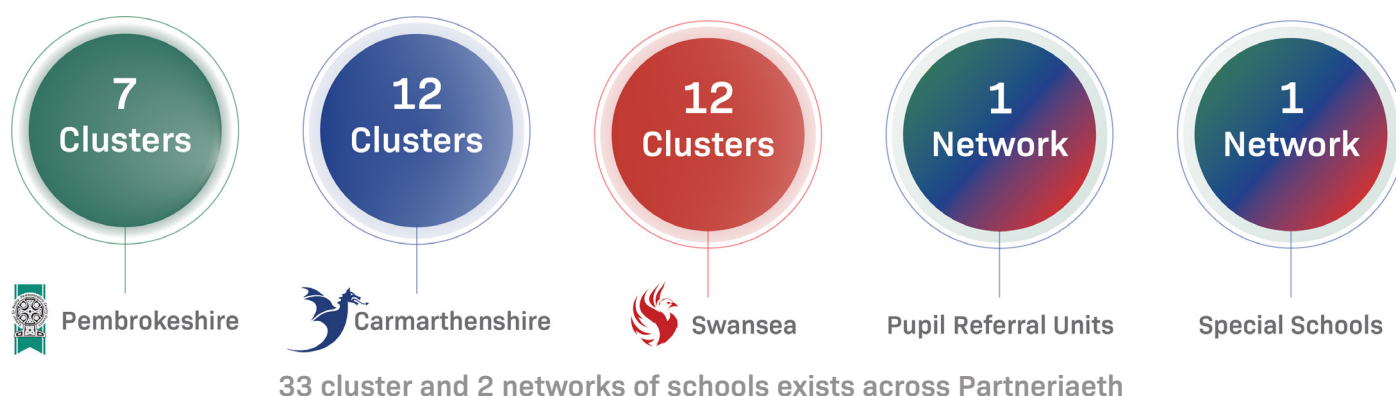 7
Clusters
12
Clusters
12
Clusters
1
Network
1
Network
Pembrokeshire
Carmarthenshire
Swansea
Pupil Referral Units
Special Schools
33 cluster and 2 networks of schools exists across Partneriaeth